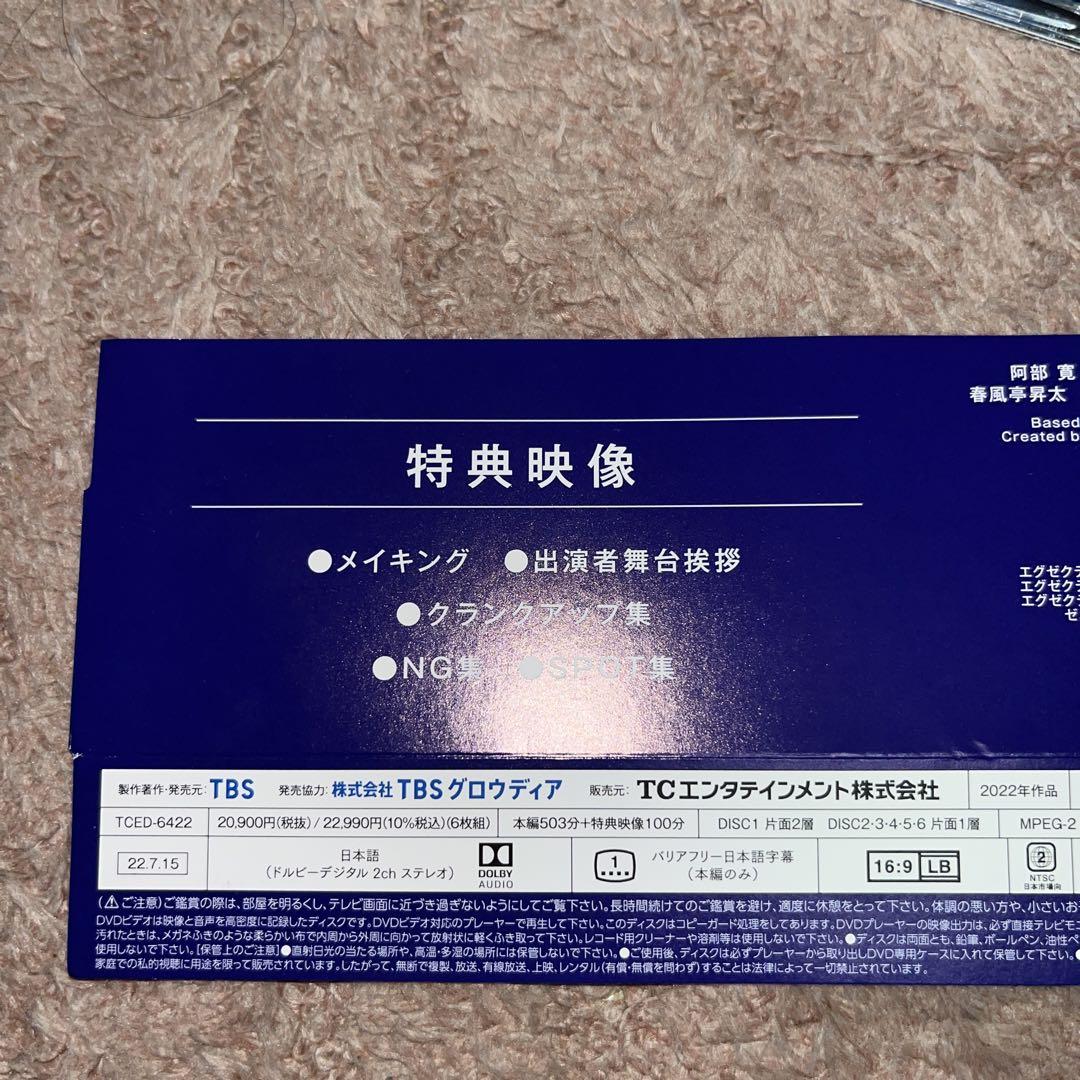 阿部 寛
春風亭昇太
Based
Created b
特典映像
●メイキング ●出演者舞台挨拶
●クランクアップ集
●NG集 ●SPOT集
エグゼクテ
エグゼクラ
エグゼクラ
ゼ
製作著作・発売元: TBS 発売協力: 株式会社 TBSグロウディア 販売元: TCエンタテインメント株式会社 2022年作品
TCED-6422 20,900円(税抜) / 22,990円(10%税込)(6枚組) 本編503分+特典映像100分 DISC1 片面2層 DISC2・3・4・5・6 片面1層 MPEG-2
22.7.15 日本語 (ドルビーデジタル 2ch ステレオ) DOLBY AUDIO 1 バリアフリー日本語字幕 (本編のみ) 16:9 LB 2 NTSC 日本市場向
(⚠ご注意)ご鑑賞の際は、部屋を明るくし、テレビ画面に近づき過ぎないようにしてご覧下さい。長時間続けてのご鑑賞を避け、適度に休憩をとって下さい。体調の悪い方や、小さいお
DVDビデオは映像と音声を高密度に記録したディスクです。DVDビデオ対応のプレーヤーで再生して下さい。このディスクはコピーガード処理をしてあります。DVDプレーヤーの映像出力は、必ず直接テレビモニ
汚れたときは、メガネふきのような柔らかい布で内周から外周に向かって放射状に軽くふき取って下さい。レコード用クリーナーや溶剤等は使用しないで下さい。●ディスクは両面とも、鉛筆、ボールペン、油性ペ
使用しないで下さい。[保管上のご注意]●直射日光の当たる場所や、高温・多湿の場所には保管しないで下さい。●ご使用後、ディスクは必ずプレーヤーから取り出しDVD専用ケースに入れて保管して下さい。●
家庭での私的視聴に用途を限って販売されています。したがって、無断で複製、放送、有線放送、上映、レンタル(有償・無償を問わず)することは法律によって一切禁止されています。